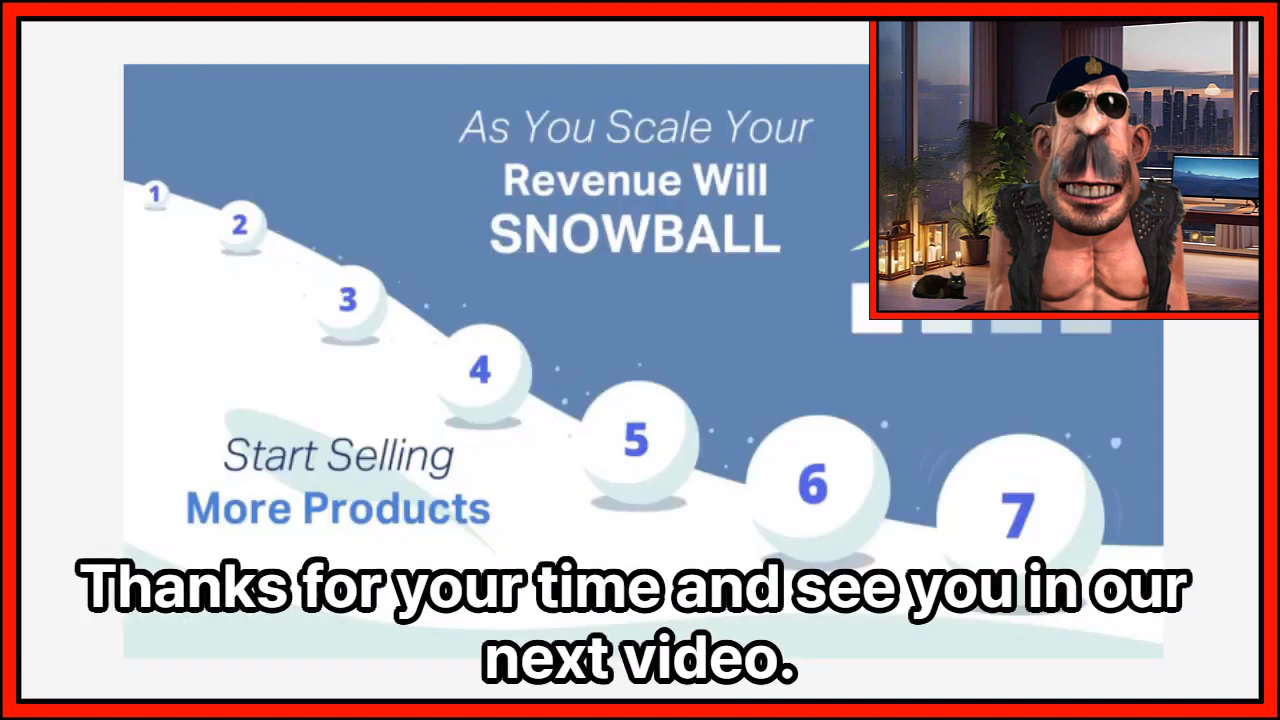 As You Scale Your
Revenue Will
SNOWBALL
1
2
3
4
5
6
7
Start Selling
More Products
Thanks for your time and see you in our
next video.